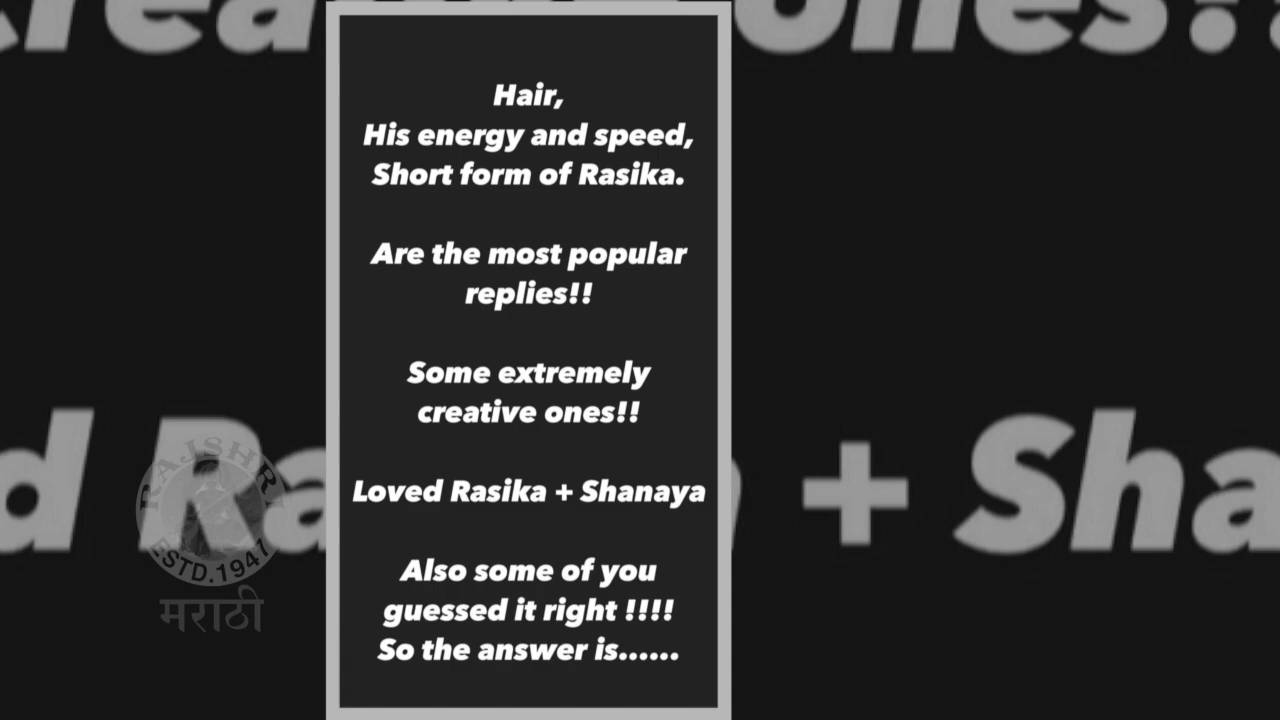 Hair,
His energy and speed,
Short form of Rasika.
Are the most popular
replies!!
Some extremely
creative ones!!
Loved Rasika + Shanaya
Also some of you
guessed it right !!!!
So the answer is......
RAJSHRI
ESTD.1947
मराठी